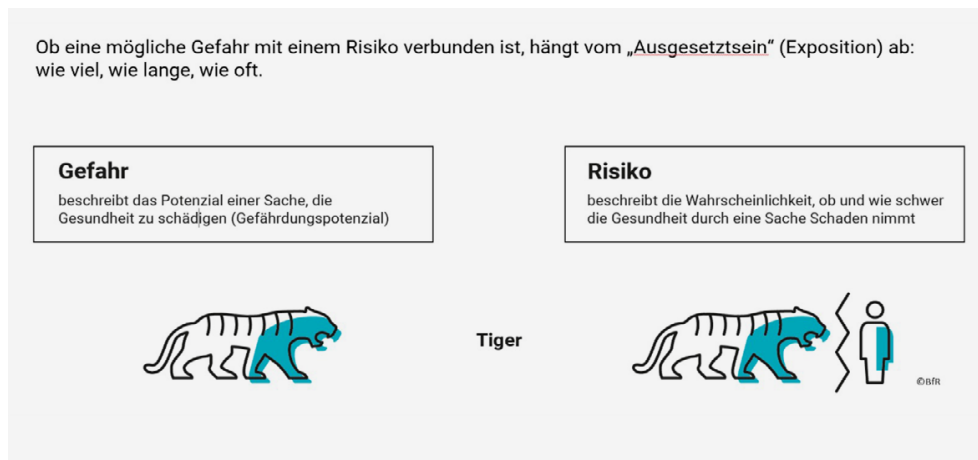 Ob eine mögliche Gefahr mit einem Risiko verbunden ist, hängt vom „Ausgesetztsein“ (Exposition) ab:
wie viel, wie lange, wie oft.
Gefahr
beschreibt das Potenzial einer Sache, die
Gesundheit zu schädigen (Gefährdungspotenzial)
Risiko
beschreibt die Wahrscheinlichkeit, ob und wie schwer
die Gesundheit durch eine Sache Schaden nimmt
Tiger
©BfR